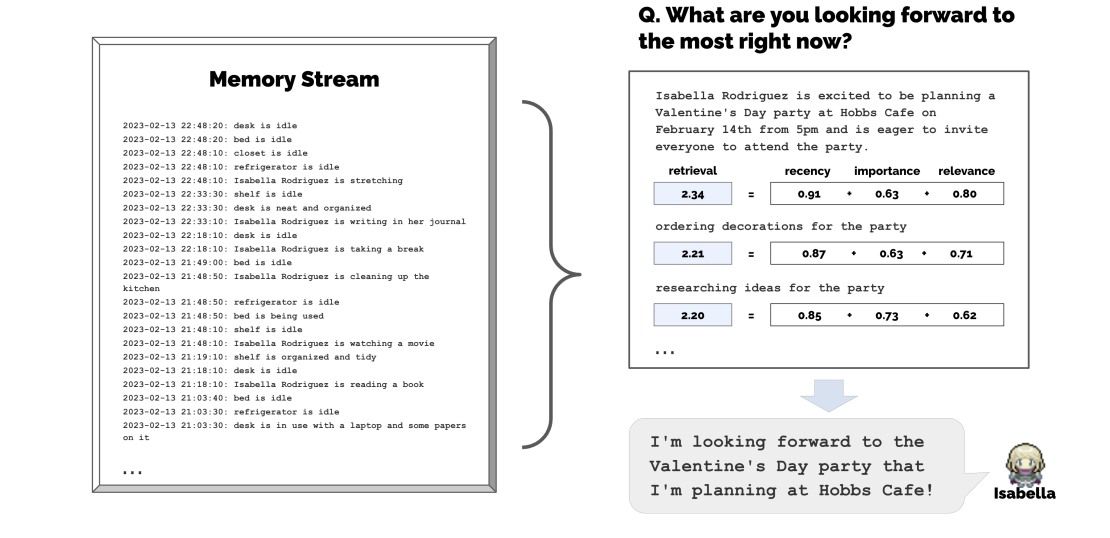 Memory Stream
2023-02-13 22:48:20: desk is idle
2023-02-13 22:48:20: bed is idle
2023-02-13 22:48:10: closet is idle
2023-02-13 22:48:10: refrigerator is idle
2023-02-13 22:48:10: Isabella Rodriguez is stretching
2023-02-13 22:33:30: shelf is idle
2023-02-13 22:33:30: desk is neat and organized
2023-02-13 22:33:10: Isabella Rodriguez is writing in her journal
2023-02-13 22:18:10: desk is idle
2023-02-13 22:18:10: Isabella Rodriguez is taking a break
2023-02-13 21:49:00: bed is idle
2023-02-13 21:48:50: Isabella Rodriguez is cleaning up the
kitchen
2023-02-13 21:48:50: refrigerator is idle
2023-02-13 21:48:50: bed is being used
2023-02-13 21:48:10: shelf is idle
2023-02-13 21:48:10: Isabella Rodriguez is watching a movie
2023-02-13 21:19:10: shelf is organized and tidy
2023-02-13 21:18:10: desk is idle
2023-02-13 21:18:10: Isabella Rodriguez is reading a book
2023-02-13 21:03:40: bed is idle
2023-02-13 21:03:30: refrigerator is idle
2023-02-13 21:03:30: desk is in use with a laptop and some papers
on it
...
Q. What are you looking forward to
the most right now?
Isabella Rodriguez is excited to be planning a
Valentine's Day party at Hobbs Cafe on
February 14th from 5pm and is eager to invite
everyone to attend the party.
retrieval recency importance relevance
2.34 = 0.91 + 0.63 + 0.80
ordering decorations for the party
2.21 = 0.87 + 0.63 + 0.71
researching ideas for the party
2.20 = 0.85 + 0.73 + 0.62
...
I'm looking forward to the
Valentine's Day party that
I'm planning at Hobbs Cafe!
Isabella